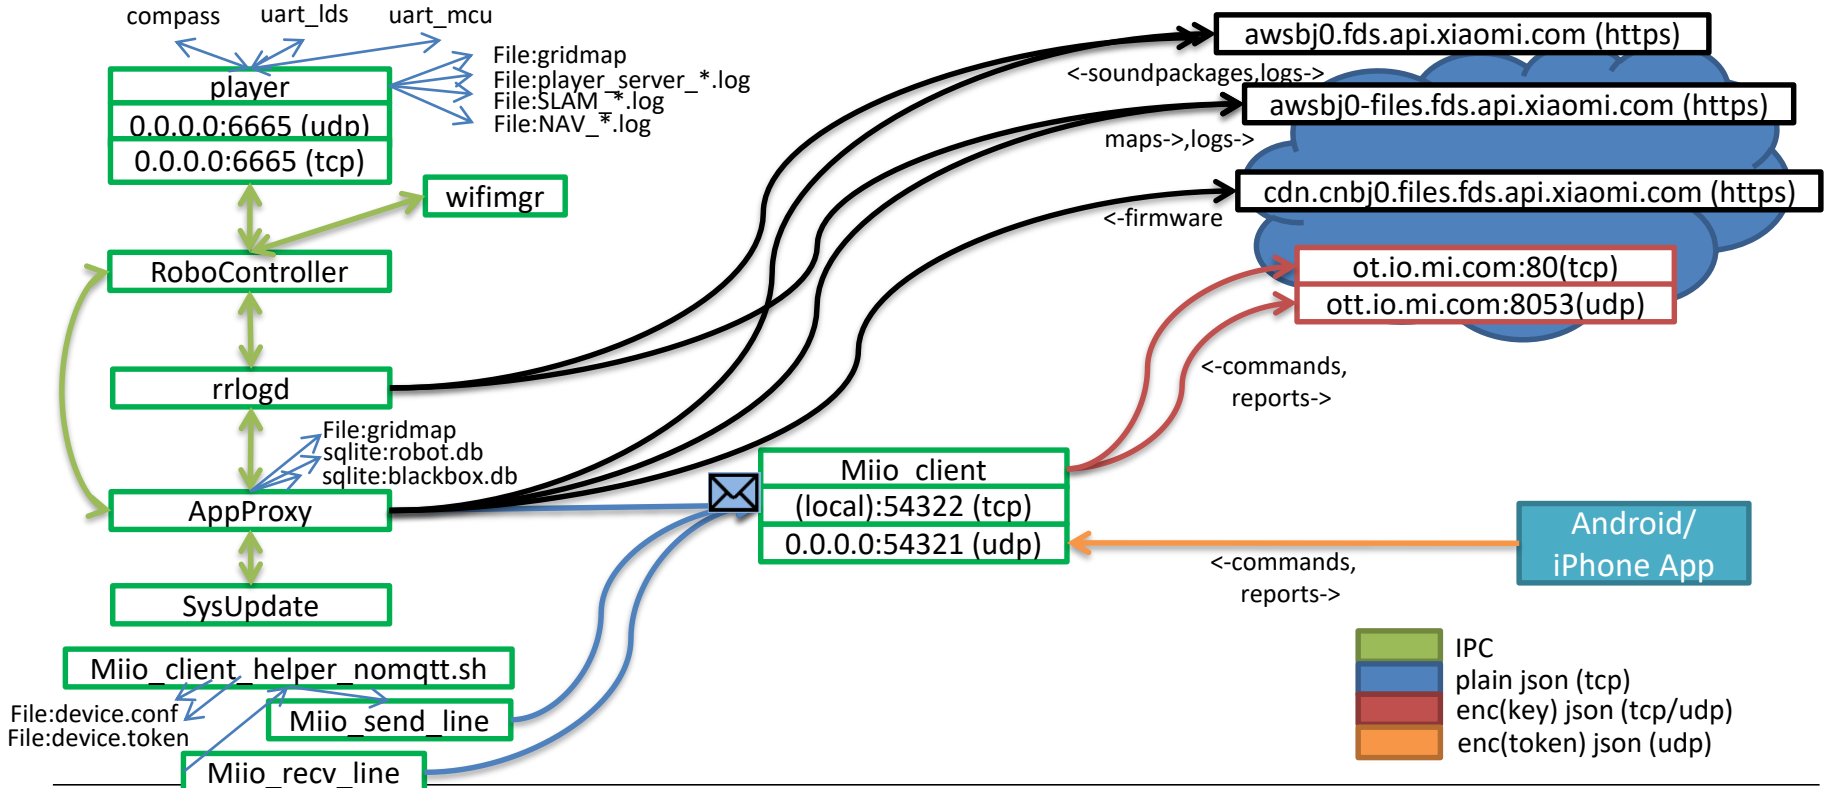 compass
uart_lds
uart_mcu
player
0.0.0.0:6665 (udp)
0.0.0.0:6665 (tcp)
File:gridmap
File:player_server_*.log
File:SLAM_*.log
File:NAV_*.log
wifimgr
RoboController
rrlogd
File:gridmap
sqlite:robot.db
sqlite:blackbox.db
AppProxy
SysUpdate
Miio_client_helper_nomqtt.sh
File:device.conf
File:device.token
Miio_send_line
Miio_recv_line
Miio_client
(local):54322 (tcp)
0.0.0.0:54321 (udp)
awsbj0.fds.api.xiaomi.com (https)
<-soundpackages,logs->
awsbj0-files.fds.api.xiaomi.com (https)
maps->,logs->
cdn.cnbj0.files.fds.api.xiaomi.com (https)
<-firmware
ot.io.mi.com:80(tcp)
ott.io.mi.com:8053(udp)
<-commands,
reports->
Android/
iPhone App
<-commands,
reports->
IPC
plain json (tcp)
enc(key) json (tcp/udp)
enc(token) json (udp)